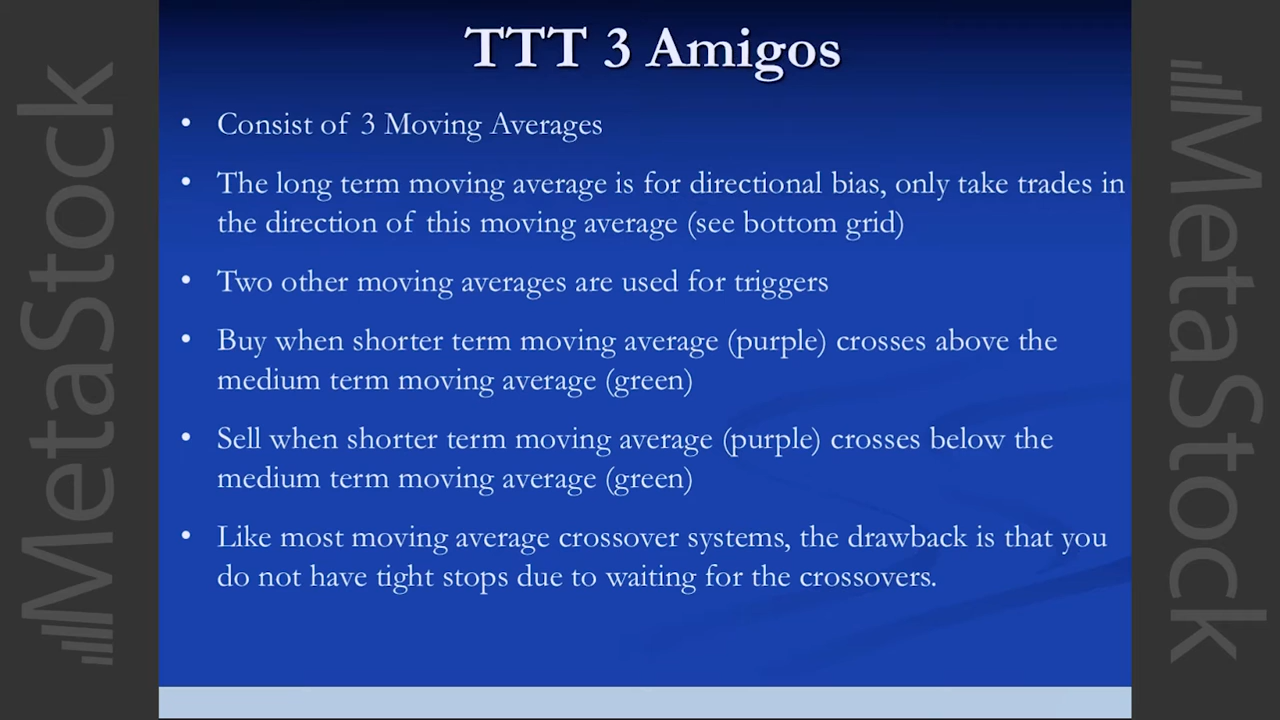 TTT 3 Amigos
• Consist of 3 Moving Averages
• The long term moving average is for directional bias, only take trades in
the direction of this moving average (see bottom grid)
• Two other moving averages are used for triggers
• Buy when shorter term moving average (purple) crosses above the
medium term moving average (green)
• Sell when shorter term moving average (purple) crosses below the
medium term moving average (green)
• Like most moving average crossover systems, the drawback is that you
do not have tight stops due to waiting for the crossovers.
MetaStock
MetaStock